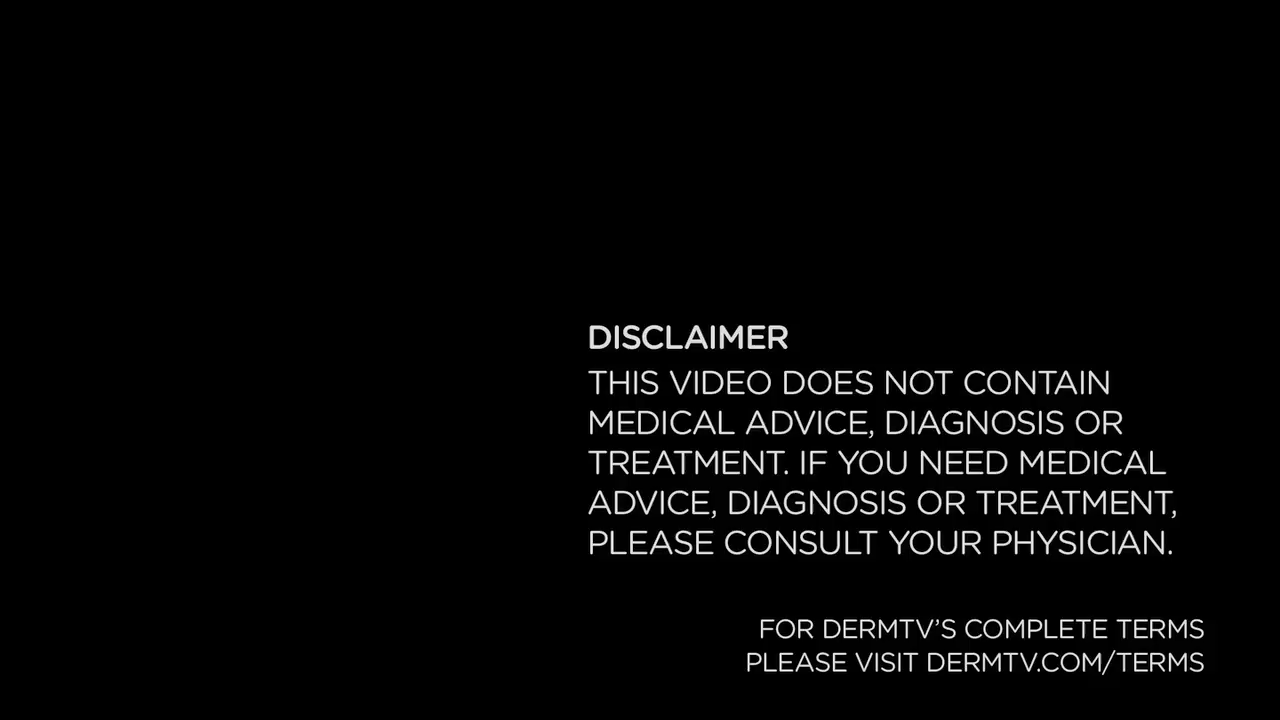 DISCLAIMER
THIS VIDEO DOES NOT CONTAIN
MEDICAL ADVICE, DIAGNOSIS OR
TREATMENT. IF YOU NEED MEDICAL
ADVICE, DIAGNOSIS OR TREATMENT,
PLEASE CONSULT YOUR PHYSICIAN.
FOR DERMTV’S COMPLETE TERMS
PLEASE VISIT DERMTV.COM/TERMS